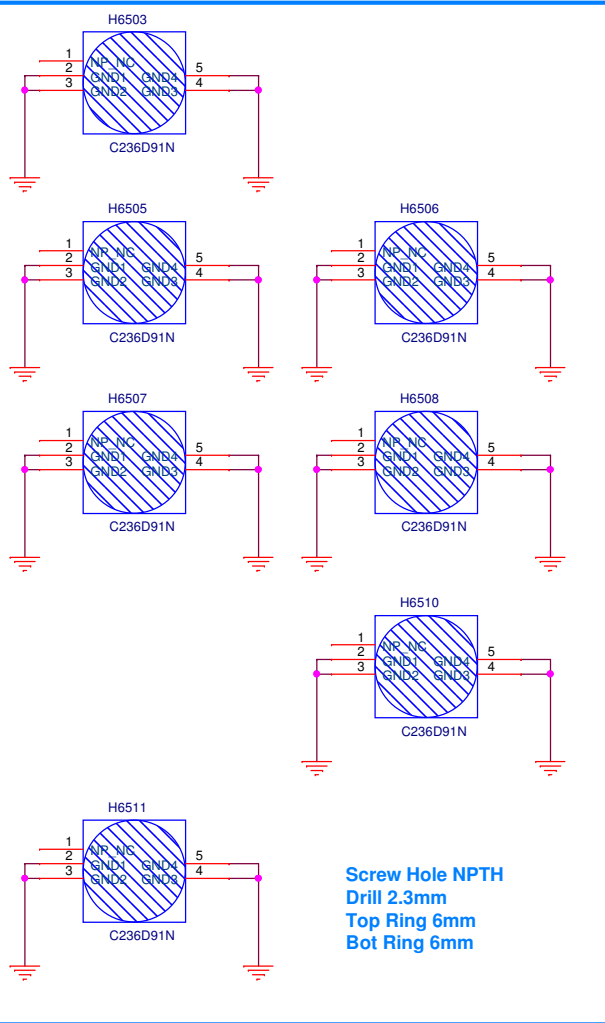 H6503
1 NP_NC
2 GND1 GND4 5
3 GND2 GND3 4
C236D91N
H6505
1 NP_NC
2 GND1 GND4 5
3 GND2 GND3 4
C236D91N
H6506
1 NP_NC
2 GND1 GND4 5
3 GND2 GND3 4
C236D91N
H6507
1 NP_NC
2 GND1 GND4 5
3 GND2 GND3 4
C236D91N
H6508
1 NP_NC
2 GND1 GND4 5
3 GND2 GND3 4
C236D91N
H6510
1 NP_NC
2 GND1 GND4 5
3 GND2 GND3 4
C236D91N
H6511
1 NP_NC
2 GND1 GND4 5
3 GND2 GND3 4
C236D91N
Screw Hole NPTH
Drill 2.3mm
Top Ring 6mm
Bot Ring 6mm